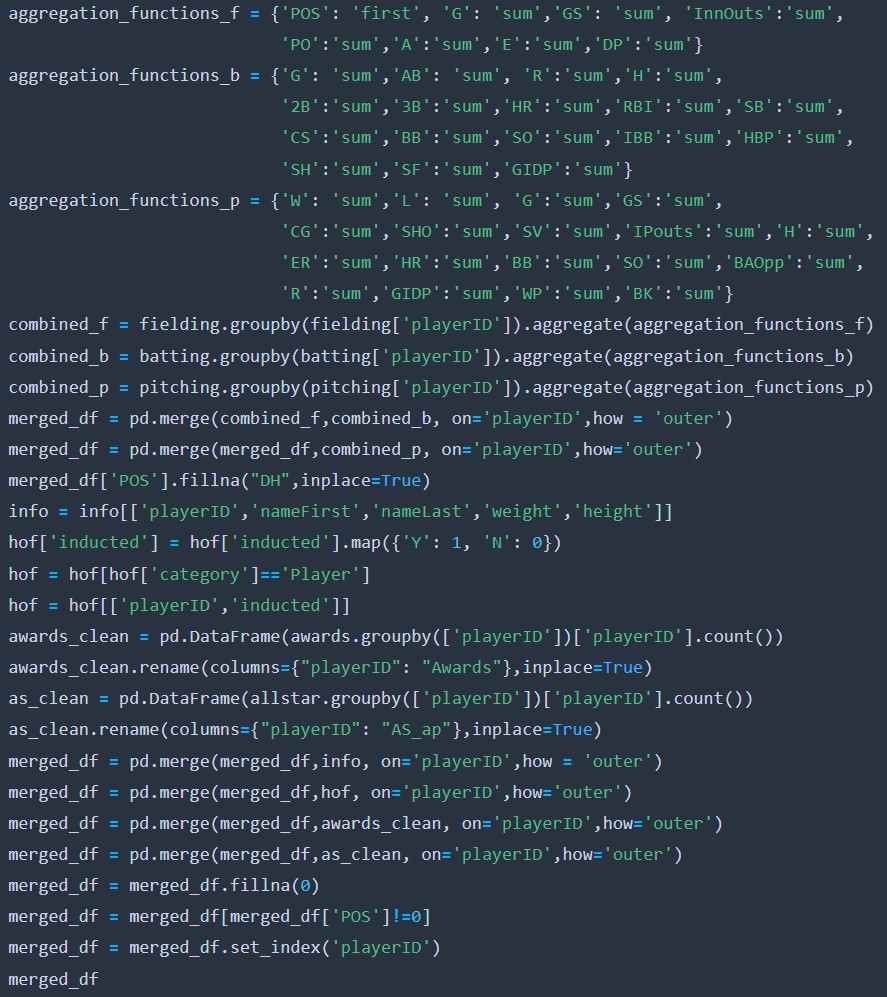 aggregation_functions_f = {'POS': 'first', 'G': 'sum','GS': 'sum', 'InnOuts':'sum',
'PO':'sum','A':'sum','E':'sum','DP':'sum'}
aggregation_functions_b = {'G': 'sum','AB': 'sum', 'R':'sum','H':'sum',
'2B':'sum','3B':'sum','HR':'sum','RBI':'sum','SB':'sum',
'CS':'sum','BB':'sum','SO':'sum','IBB':'sum','HBP':'sum',
'SH':'sum','SF':'sum','GIDP':'sum'}
aggregation_functions_p = {'W': 'sum','L': 'sum', 'G':'sum','GS':'sum',
'CG':'sum','SHO':'sum','SV':'sum','IPouts':'sum','H':'sum',
'ER':'sum','HR':'sum','BB':'sum','SO':'sum','BAOpp':'sum',
'R':'sum','GIDP':'sum','WP':'sum','BK':'sum'}
combined_f = fielding.groupby(fielding['playerID']).aggregate(aggregation_functions_f)
combined_b = batting.groupby(batting['playerID']).aggregate(aggregation_functions_b)
combined_p = pitching.groupby(pitching['playerID']).aggregate(aggregation_functions_p)
merged_df = pd.merge(combined_f,combined_b, on='playerID',how = 'outer')
merged_df = pd.merge(merged_df,combined_p, on='playerID',how='outer')
merged_df['POS'].fillna("DH",inplace=True)
info = info[['playerID','nameFirst','nameLast','weight','height']]
hof['inducted'] = hof['inducted'].map({'Y': 1, 'N': 0})
hof = hof[hof['category']=='Player']
hof = hof[['playerID','inducted']]
awards_clean = pd.DataFrame(awards.groupby(['playerID'])['playerID'].count())
awards_clean.rename(columns={"playerID": "Awards"},inplace=True)
as_clean = pd.DataFrame(allstar.groupby(['playerID'])['playerID'].count())
as_clean.rename(columns={"playerID": "AS_ap"},inplace=True)
merged_df = pd.merge(merged_df,info, on='playerID',how = 'outer')
merged_df = pd.merge(merged_df,hof, on='playerID',how='outer')
merged_df = pd.merge(merged_df,awards_clean, on='playerID',how='outer')
merged_df = pd.merge(merged_df,as_clean, on='playerID',how='outer')
merged_df = merged_df.fillna(0)
merged_df = merged_df[merged_df['POS']!=0]
merged_df = merged_df.set_index('playerID')
merged_df